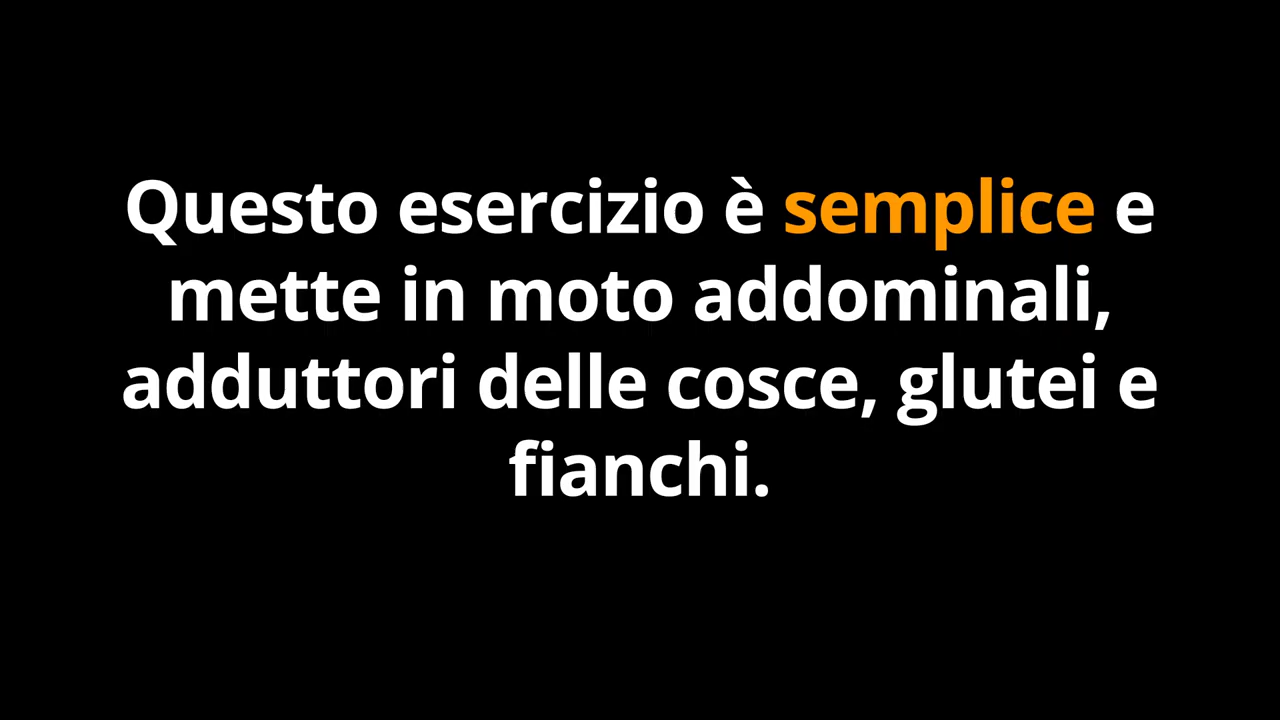 Questo esercizio è semplice e
mette in moto addominali,
adduttori delle cosce, glutei e
fianchi.